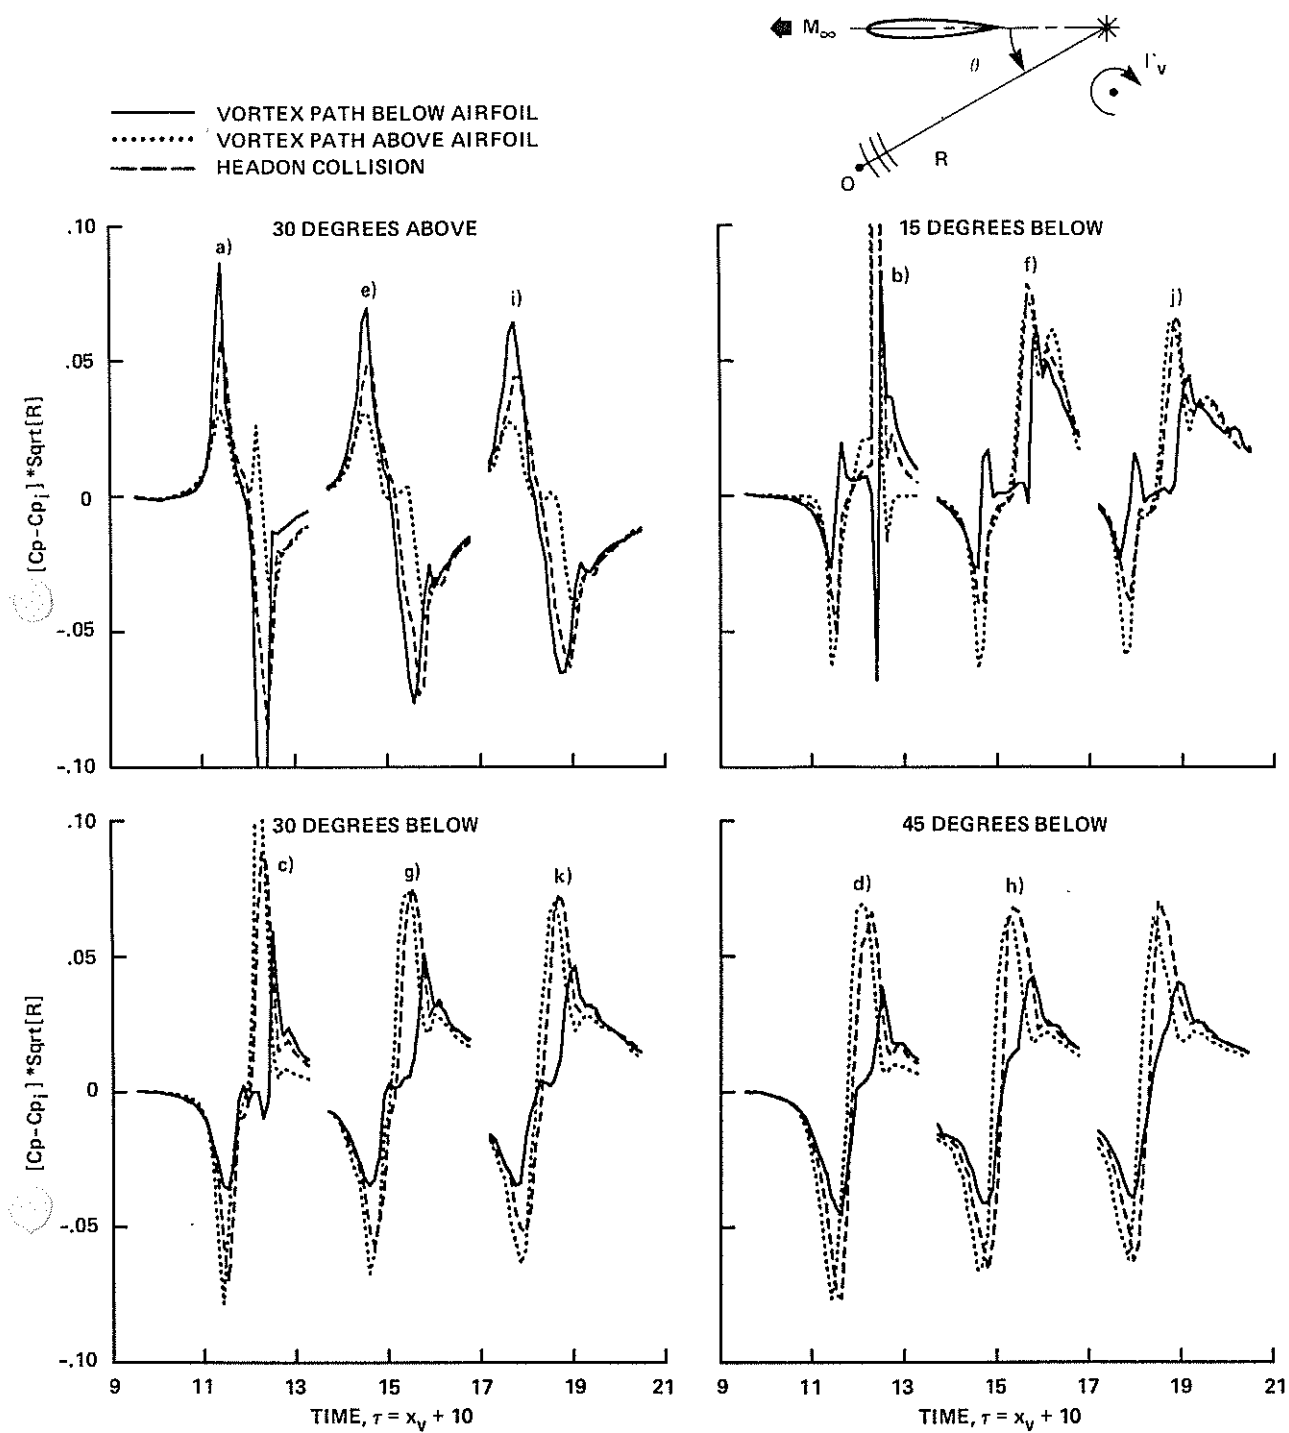 M∞
θ
Γv
R
O
VORTEX PATH BELOW AIRFOIL
VORTEX PATH ABOVE AIRFOIL
HEADON COLLISION
30 DEGREES ABOVE
a)
e)
i)
.10
.05
0
-.05
-.10
[Cp-Cpi]*Sqrt[R]
15 DEGREES BELOW
b)
f)
j)
30 DEGREES BELOW
c)
g)
k)
.10
.05
0
-.05
-.10
[Cp-Cpi]*Sqrt[R]
9 11 13 15 17 19 21
TIME, τ = xv + 10
45 DEGREES BELOW
d)
h)
9 11 13 15 17 19 21
TIME, τ = xv + 10